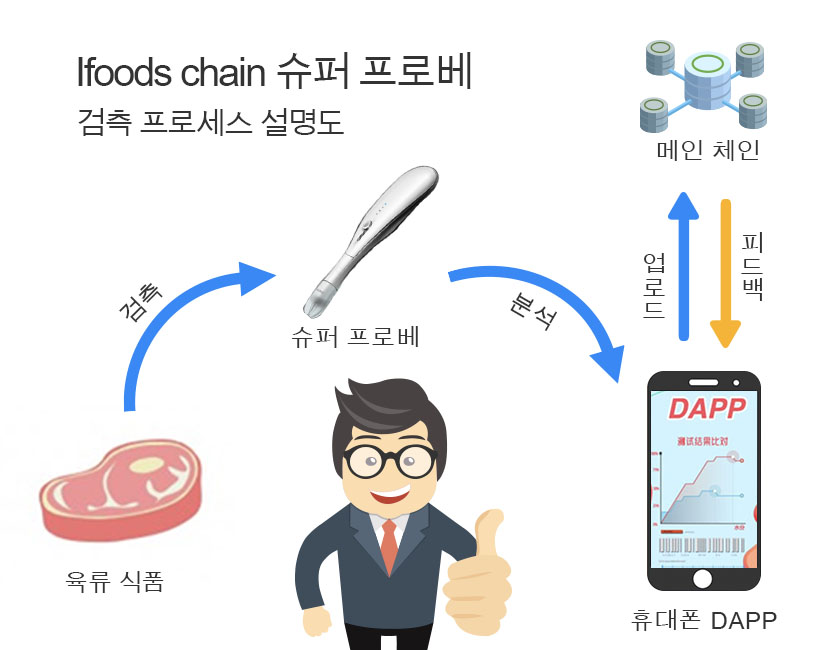 Ifoods chain 슈퍼 프로베
검측 프로세스 설명도
메인 체인
검측
슈퍼 프로베
분석
업로드
피드백
DAPP
测试结果比对
육류 식품
휴대폰 DAPP